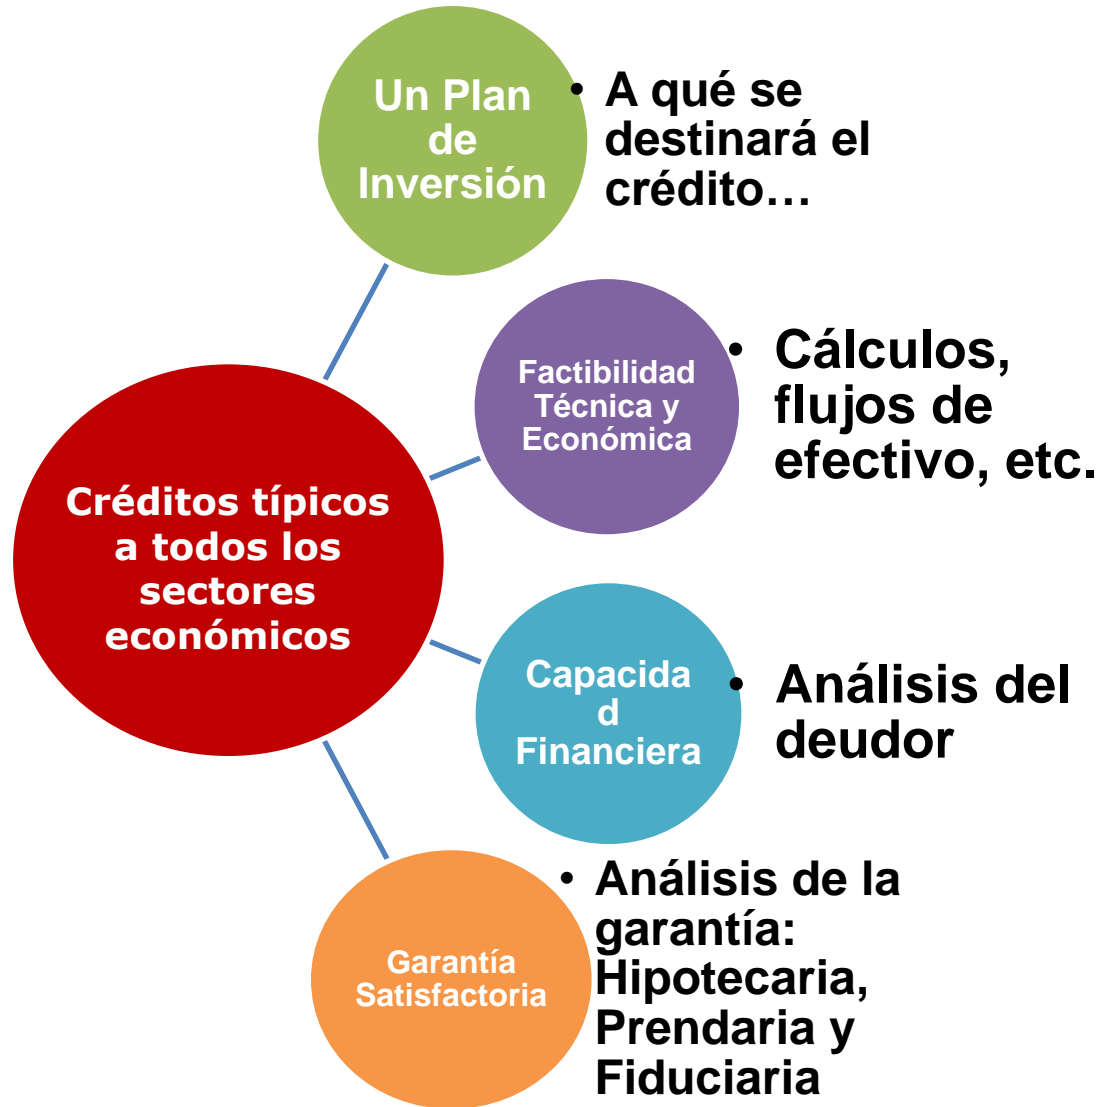 Un Plan
de
Inversión
• A qué se
destinará el
crédito…
Factibilidad
Técnica y
Económica
• Cálculos,
flujos de
efectivo, etc.
Créditos típicos
a todos los
sectores
económicos
Capacida
d
Financiera
• Análisis del
deudor
Garantía
Satisfactoria
• Análisis de la
garantía:
Hipotecaria,
Prendaria y
Fiduciaria